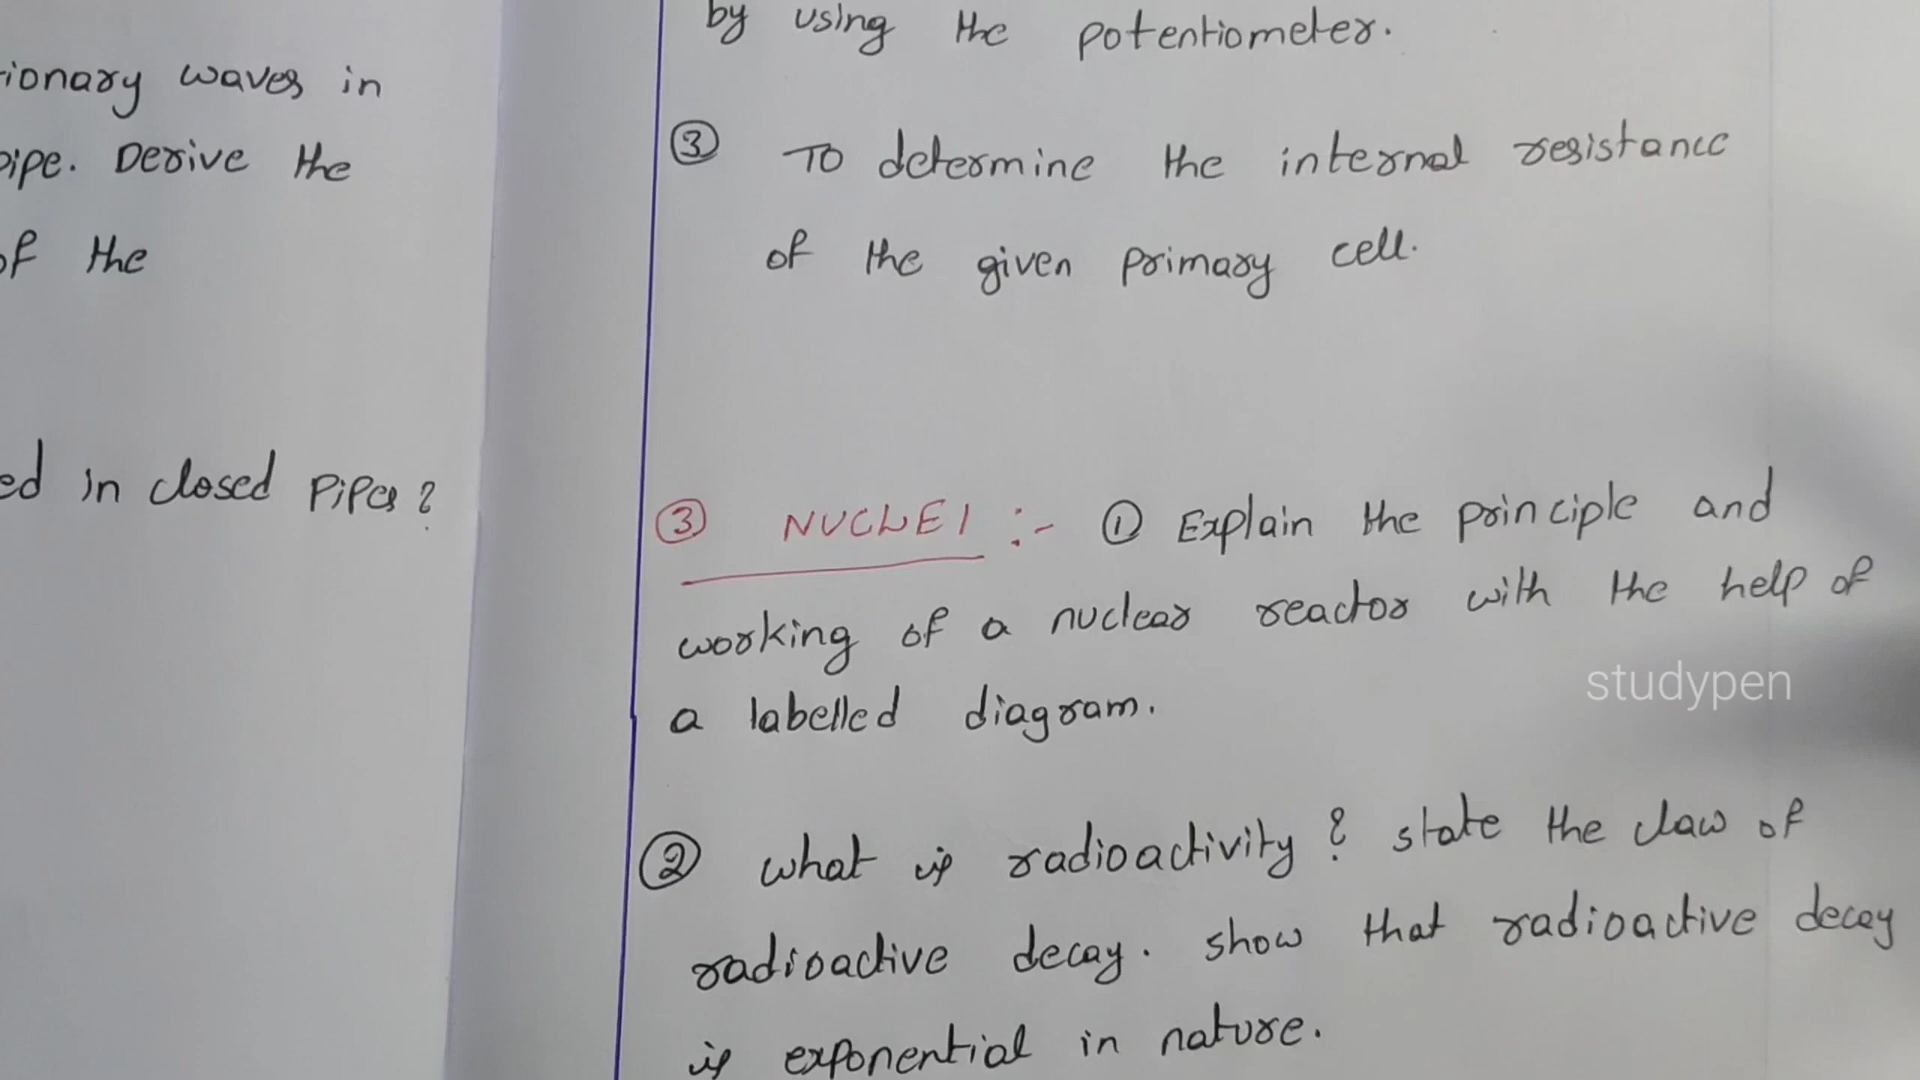 ionary waves in
pipe. Derive the
of the
ed in closed pipes?
by using the potentiometer.
③ To determine the internal resistance
of the given primary cell.
③ NUCLEI :- ① Explain the principle and
working of a nuclear reactor with the help of
a labelled diagram.
② what is radioactivity? state the law of
radioactive decay. show that radioactive decay
is exponential in nature.
studypen